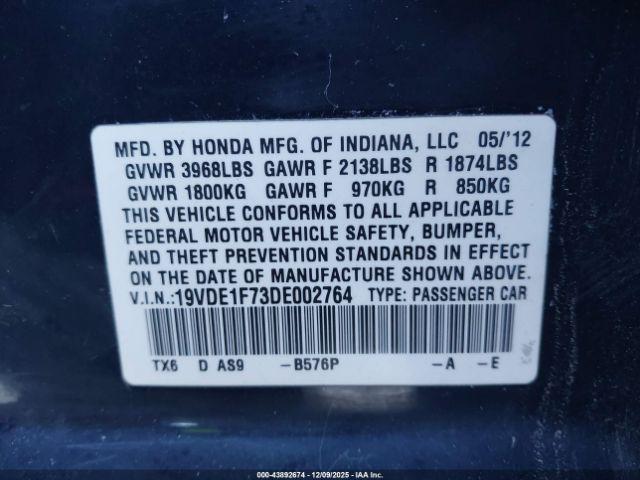 MFD. BY HONDA MFG. OF INDIANA, LLC 05/'12
GVWR 3968LBS GAWR F 2138LBS R 1874LBS
GVWR 1800KG GAWR F 970KG R 850KG
THIS VEHICLE CONFORMS TO ALL APPLICABLE
FEDERAL MOTOR VEHICLE SAFETY, BUMPER,
AND THEFT PREVENTION STANDARDS IN EFFECT
ON THE DATE OF MANUFACTURE SHOWN ABOVE.
V.I.N.:19VDE1F73DE002764 TYPE: PASSENGER CAR
TX6 D AS9 -B576P -A -E
000-43892674 | 12/09/2025 | IAA, Inc.